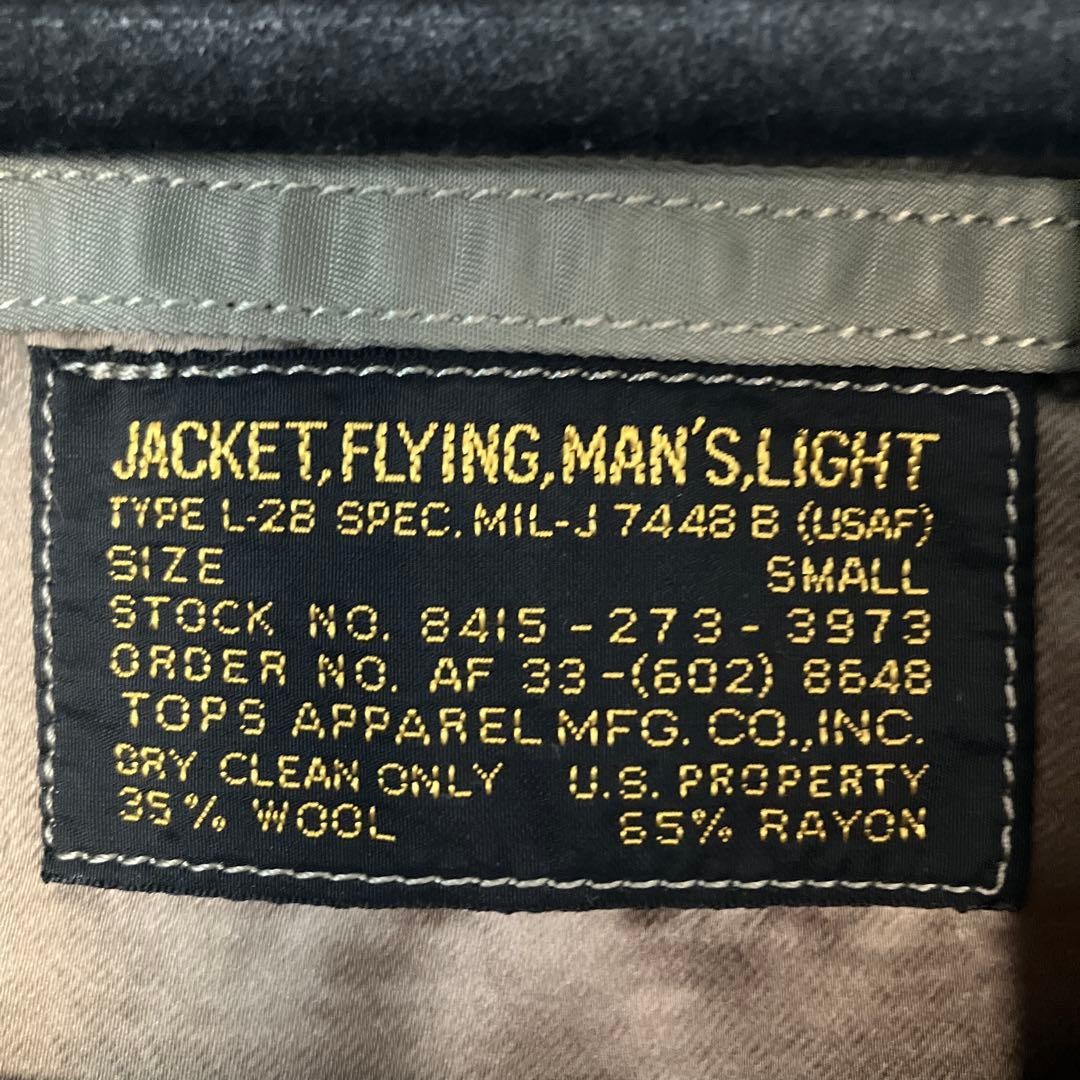 JACKET, FLYING, MAN'S, LIGHT
TYPE L-2B SPEC. MIL-J 7448 B (USAF)
SIZE SMALL
STOCK NO. 8415-273-3973
ORDER NO. AF 33-(602) 8648
TOPS APPAREL MFG. CO., INC.
DRY CLEAN ONLY U.S. PROPERTY
35% WOOL 65% RAYON